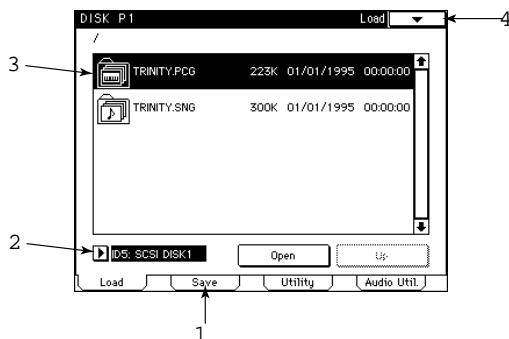 DISK P1 Load
4
/
3
TRINITY.PCG 223K 01/01/1995 00:00:00
TRINITY.SNG 300K 01/01/1995 00:00:00
2
ID5: SCSI DISK1 Open Up
Load Save Utility Audio Util.
1